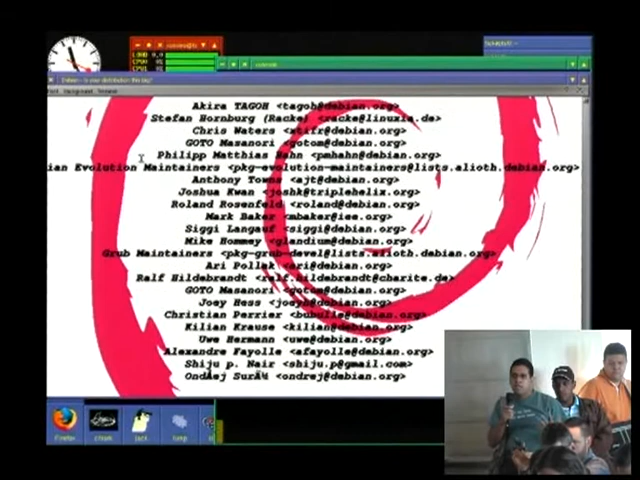 Akira TAGOH <tagoh@debian.org>
Stefan Hornburg (Racke) <racke@linuxia.de>
Chris Waters <xtifr@debian.org>
GOTO Masanori <gotom@debian.org>
Philipp Matthias Hahn <pmhahn@debian.org>
ian Evolution Maintainers <pkg-evolution-maintainers@lists.alioth.debian.org>
Anthony Towns <ajt@debian.org>
Joshua Kwan <joshk@triplehelix.org>
Roland Rosenfeld <roland@debian.org>
Mark Baker <mbaker@iee.org>
Siggi Langauf <siggi@debian.org>
Mike Hommey <glandium@debian.org>
Grub Maintainers <pkg-grub-devel@lists.alioth.debian.org>
Ari Pollak <ari@debian.org>
Ralf Hildebrandt <ralf.hildebrandt@charite.de>
GOTO Masanori <gotom@debian.org>
Joey Hess <joeyh@debian.org>
Christian Perrier <bubulle@debian.org>
Kilian Krause <kilian@debian.org>
Uwe Hermann <uwe@debian.org>
Alexandre Fayolle <afayolle@debian.org>
Shiju p. Nair <shiju.p@gmail.com>
<ondrej@debian.org>
Firefox